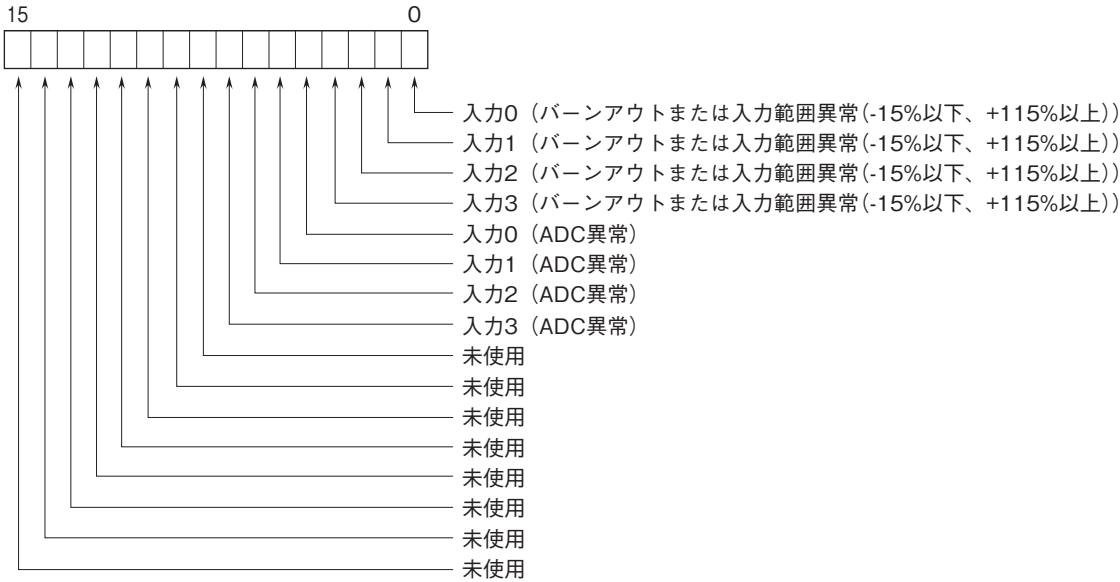 15 0
入力0（バーンアウトまたは入力範囲異常（-15%以下、+115%以上））
入力1（バーンアウトまたは入力範囲異常（-15%以下、+115%以上））
入力2（バーンアウトまたは入力範囲異常（-15%以下、+115%以上））
入力3（バーンアウトまたは入力範囲異常（-15%以下、+115%以上））
入力0（ADC異常）
入力1（ADC異常）
入力2（ADC異常）
入力3（ADC異常）
未使用
未使用
未使用
未使用
未使用
未使用
未使用
未使用